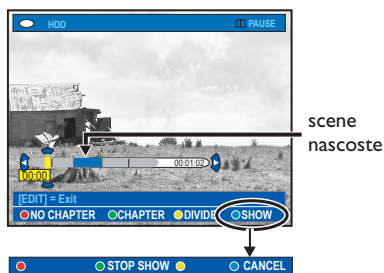 HDD PAUSE
scene
nascoste
00:01:02
00:00
[EDIT] = Exit
NO CHAPTER CHAPTER DIVIDE SHOW
STOP SHOW CANCEL